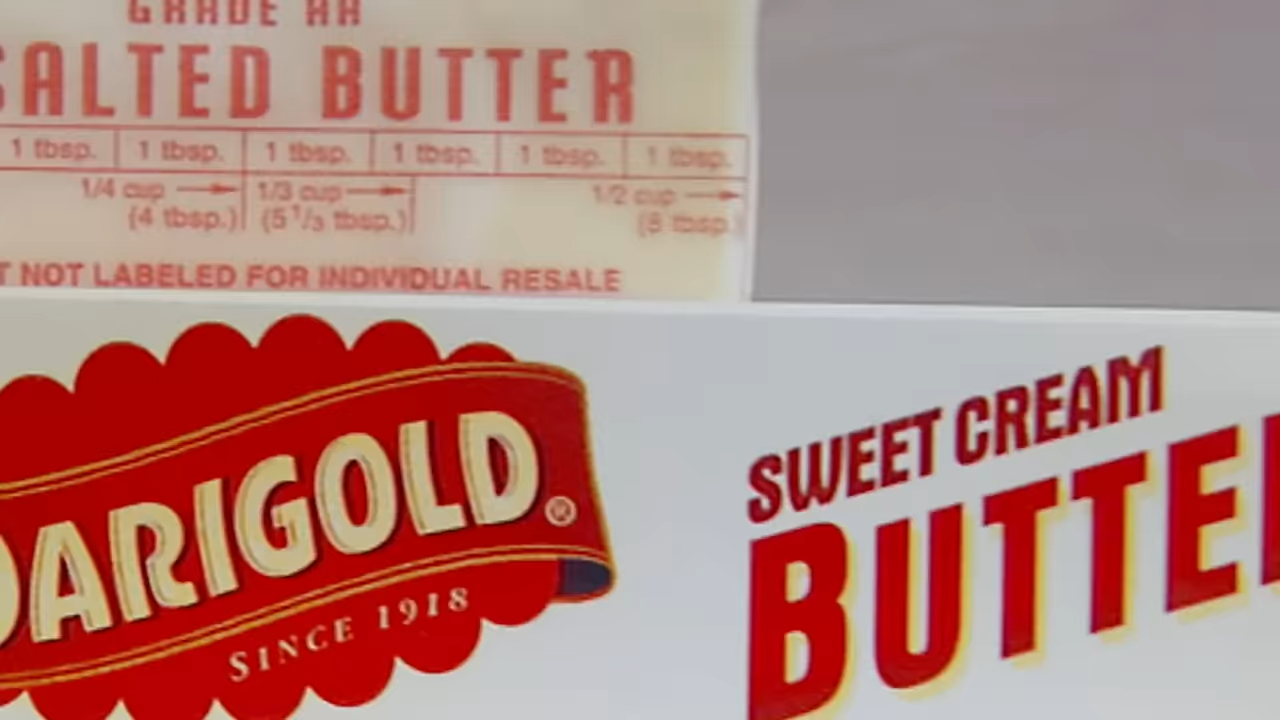 GRADE AA
SALTED BUTTER
1 tbsp. 1 tbsp. 1 tbsp. 1 tbsp. 1 tbsp. 1 tbsp.
1/4 cup 1/3 cup 1/2 cup
(4 tbsp.) (5 1/3 tbsp.) (8 tbsp.)
T NOT LABELED FOR INDIVIDUAL RESALE
DARIGOLD®
SINCE 1918
SWEET CREAM
BUTTE